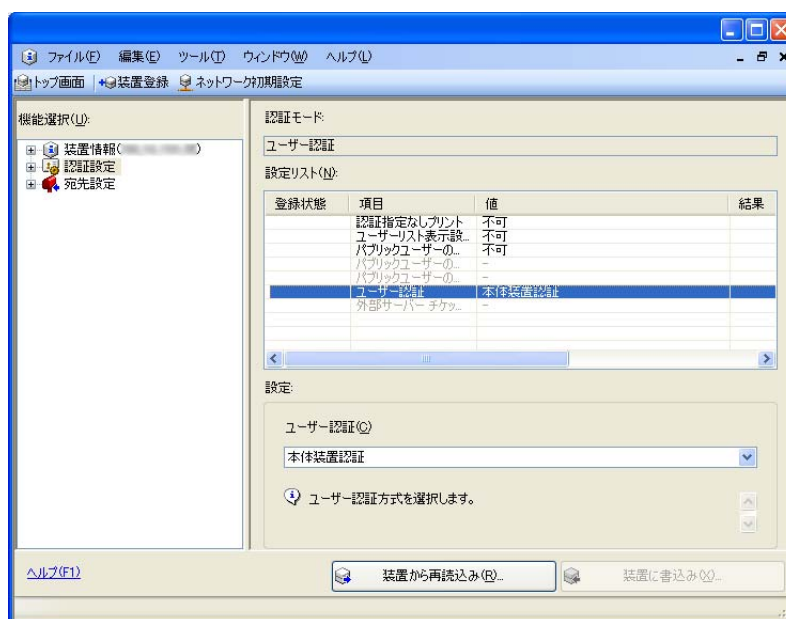 ファイル(F) 編集(E) ツール(T) ウィンドウ(W) ヘルプ(L)
トップ画面 装置登録 ネットワーク初期設定
機能選択(U):
装置情報( )
認証設定
宛先設定
認証モード:
ユーザー認証
設定リスト(N):
登録状態 項目 値 結果
認証指定なしプリント 不可
ユーザーリスト表示設... 不可
パブリックユーザーの... 不可
パブリックユーザーの... -
パブリックユーザーの... -
ユーザー認証 本体装置認証
外部サーバー チケッ... -
設定:
ユーザー認証(C)
本体装置認証
ユーザー認証方式を選択します。
ヘルプ(F1)
装置から再読込み(R)... 装置に書込み(X)...